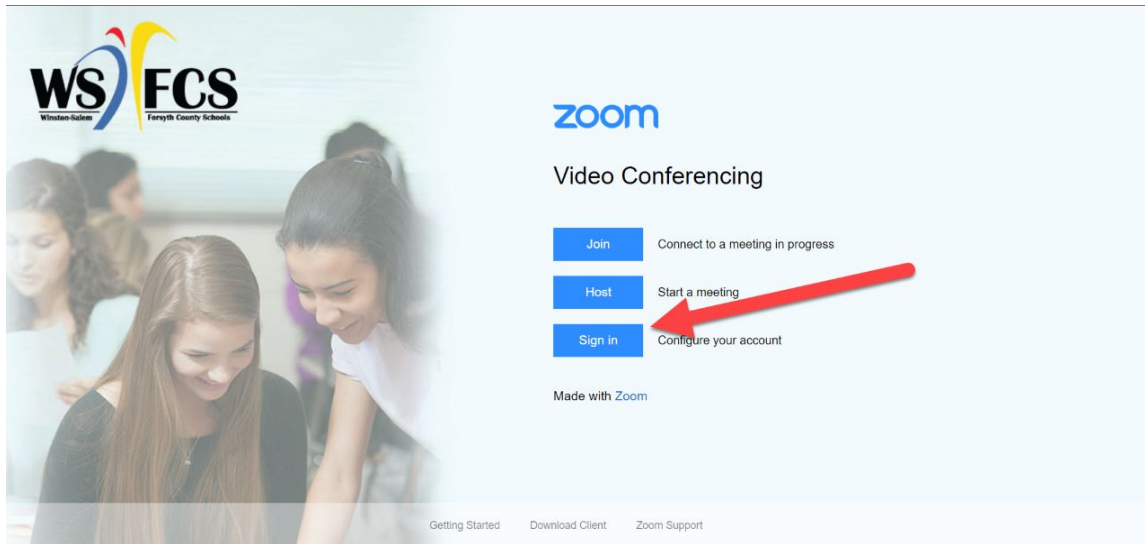 WS FCS
Winston-Salem Forsyth County Schools
zoom
Video Conferencing
Join Connect to a meeting in progress
Host Start a meeting
Sign in Configure your account
Made with Zoom
Getting Started Download Client Zoom Support